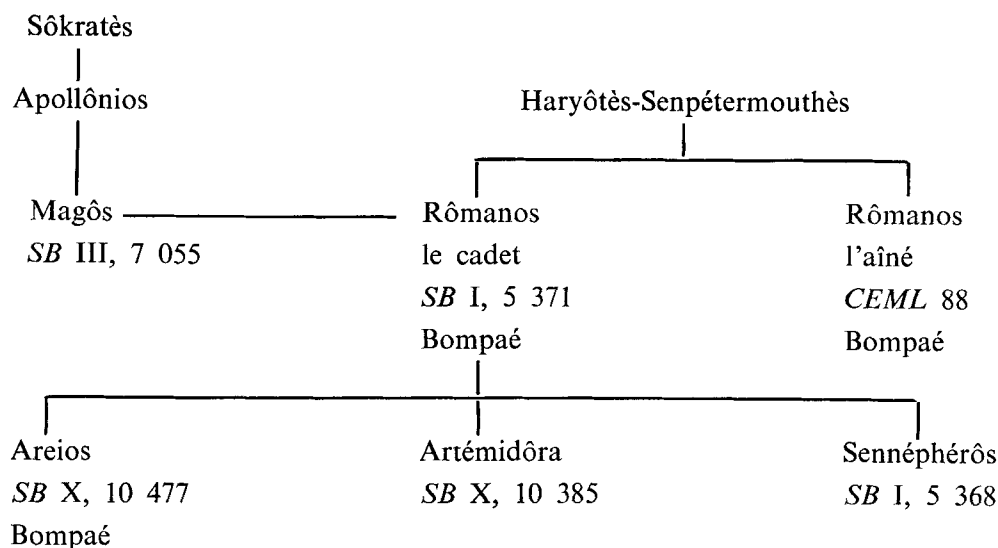 Sôkratès
Apollônios
Haryôtès-Senpétermouthès
Magôs
SB III, 7 055
Rômanos
le cadet
SB I, 5 371
Bompaé
Rômanos
l'aîné
CEML 88
Bompaé
Areios
SB X, 10 477
Bompaé
Artémidôra
SB X, 10 385
Sennéphérôs
SB I, 5 368